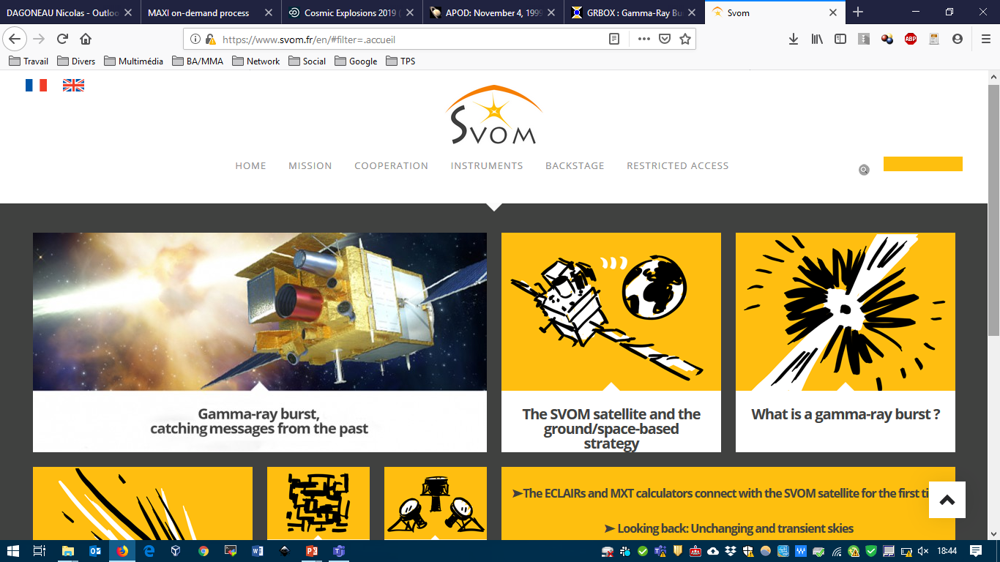 DAGONEAU Nicolas - Outloo
MAXI on-demand process
Cosmic Explosions 2019 (
APOD: November 4, 1999
GRBOX : Gamma-Ray Bu
Svom
https://www.svom.fr/en/#filter=.accueil
Travail
Divers
Multimédia
BA/MMA
Network
Social
Google
TPS
SVOM
HOME
MISSION
COOPERATION
INSTRUMENTS
BACKSTAGE
RESTRICTED ACCESS
Gamma-ray burst,
catching messages from the past
The SVOM satellite and the
ground/space-based
strategy
What is a gamma-ray burst ?
➤The ECLAIRs and MXT calculators connect with the SVOM satellite for the first ti
➤ Looking back: Unchanging and transient skies
18:44